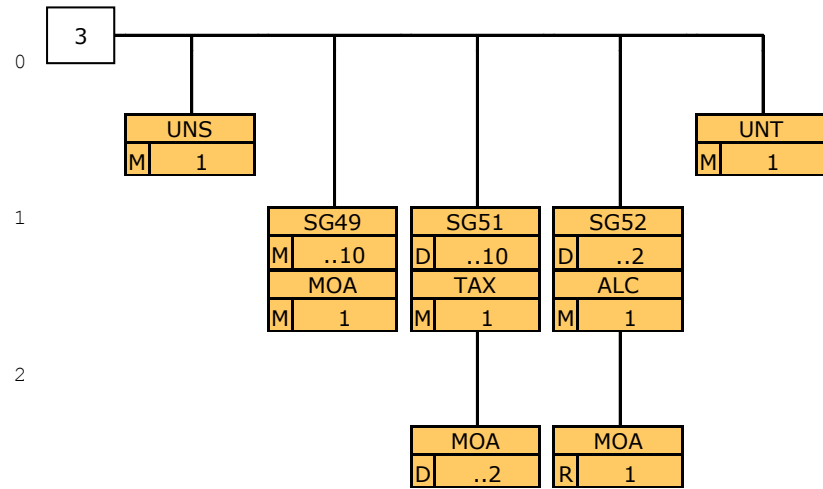 3
0
UNS
M 1
UNT
M 1
1
SG49
M ..10
MOA
M 1
SG51
D ..10
TAX
M 1
SG52
D ..2
ALC
M 1
2
MOA
D ..2
MOA
R 1